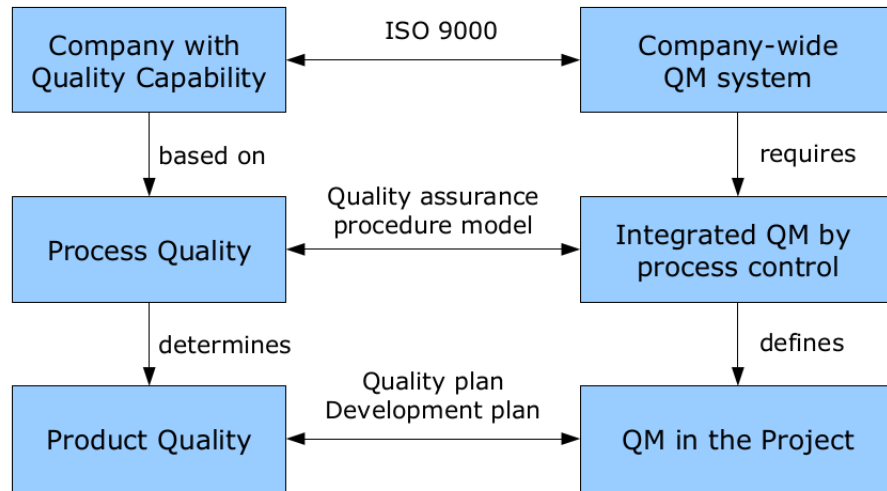 Company with
Quality Capability
ISO 9000
Company-wide
QM system
based on
requires
Process Quality
Quality assurance
procedure model
Integrated QM by
process control
determines
defines
Product Quality
Quality plan
Development plan
QM in the Project